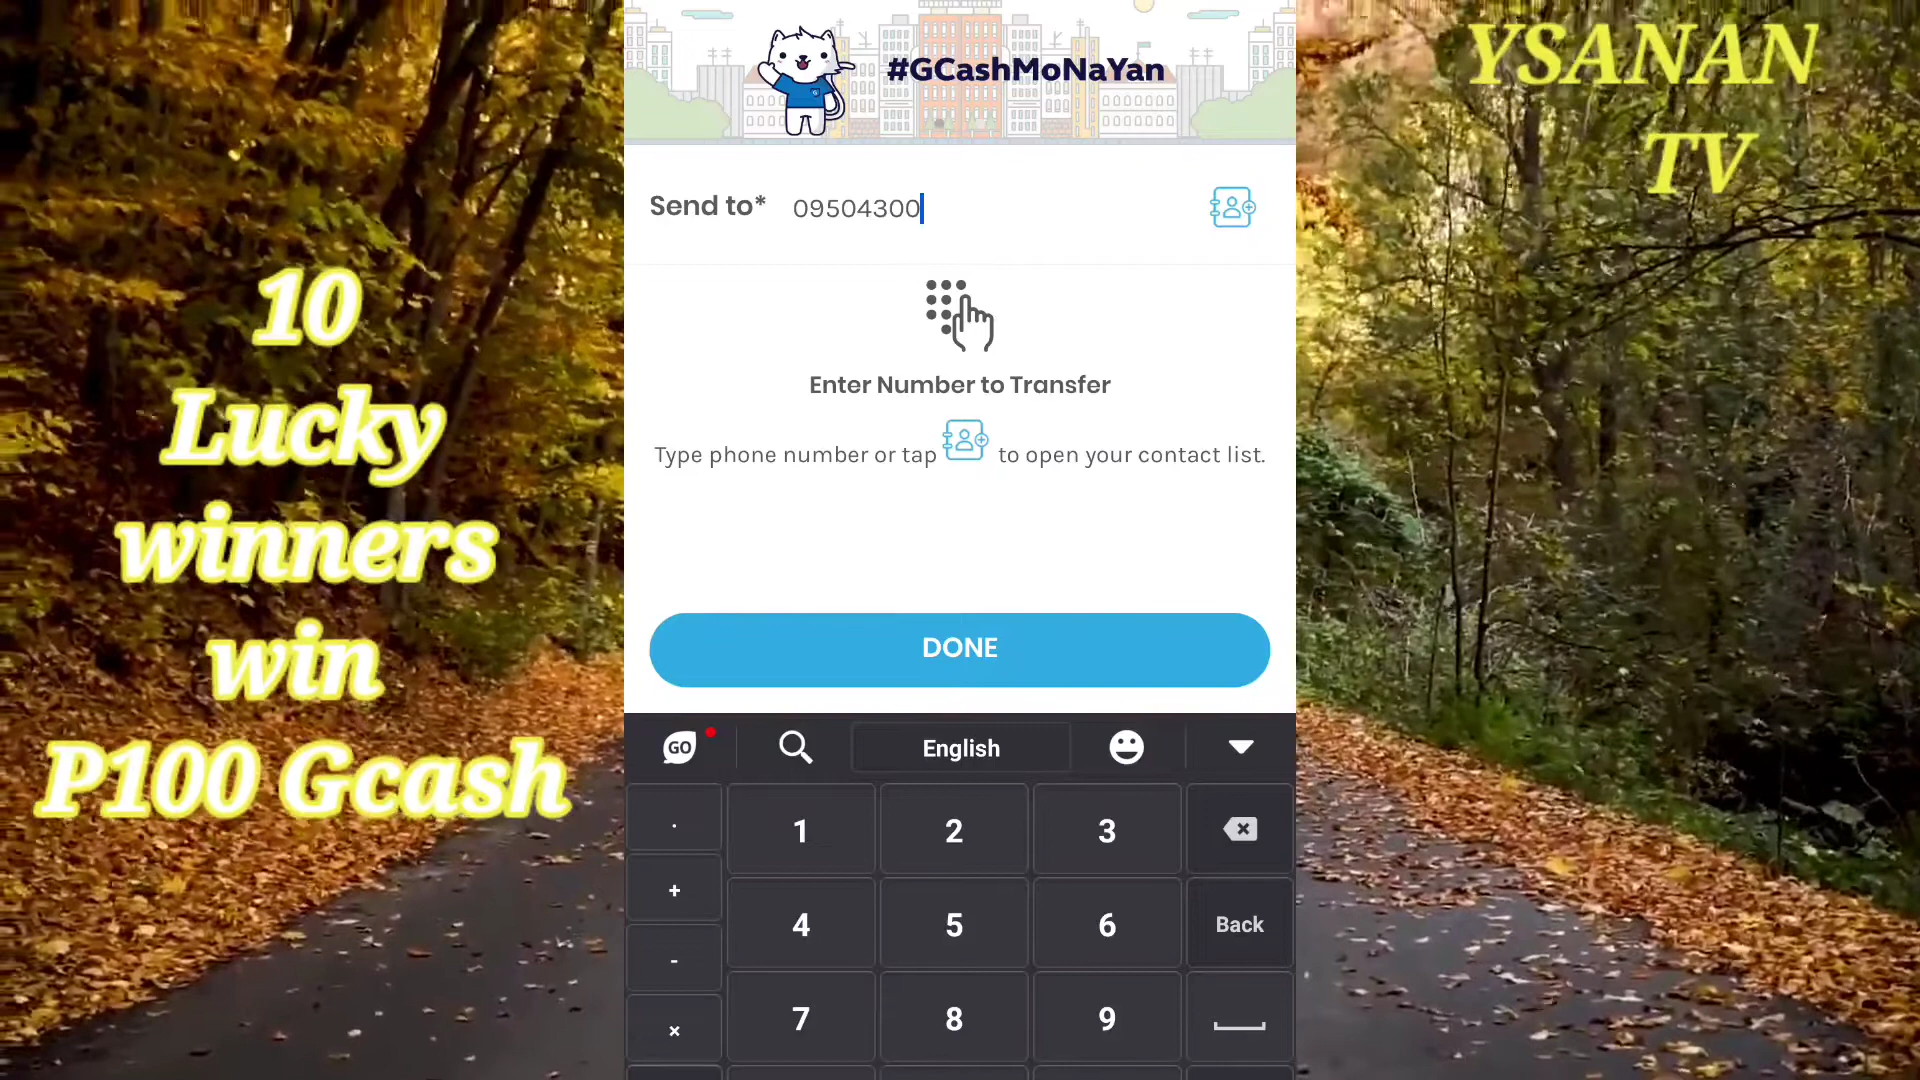 YSANAN
TV
10
Lucky
winners
win
P100 Gcash
#GCashMoNaYan
Send to* 09504300
Enter Number to Transfer
Type phone number or tap to open your contact list.
DONE
GO English
. 1 2 3
+ 4 5 6 Back
- 7 8 9
×